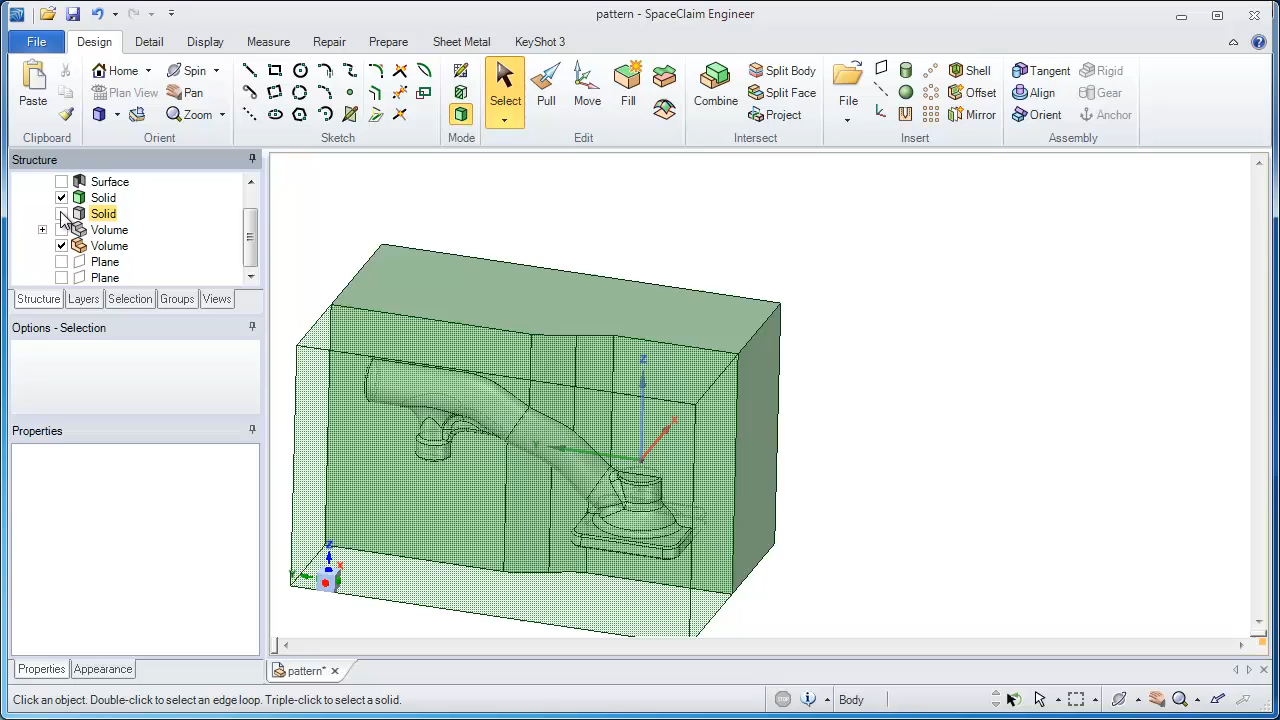 pattern - SpaceClaim Engineer
File Design Detail Display Measure Repair Prepare Sheet Metal KeyShot 3
Home Spin Tangent Rigid
Plan View Pan
Paste Select Pull Move Fill Combine Split Body Split Face Project File Shell Offset Mirror Align Gear
Zoom Orient Anchor
Clipboard Orient Sketch Mode Edit Intersect Insert Assembly
Structure
Surface
Solid
Solid
Volume
Volume
Plane
Plane
Structure Layers Selection Groups Views
Options - Selection
Properties
Z
X
Y
Z
X
Y
Properties Appearance
pattern*
Click an object. Double-click to select an edge loop. Triple-click to select a solid.
Body